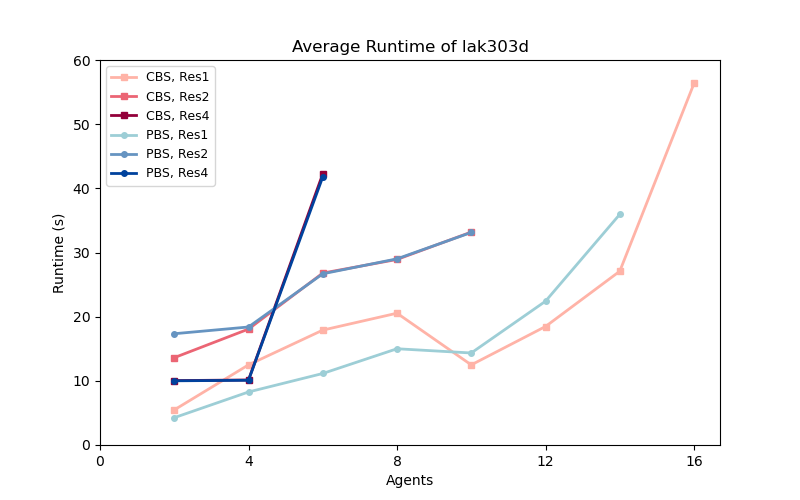 Average Runtime of lak303d
CBS, Res1
CBS, Res2
CBS, Res4
PBS, Res1
PBS, Res2
PBS, Res4
Runtime (s)
60
50
40
30
20
10
0
0 4 8 12 16
Agents